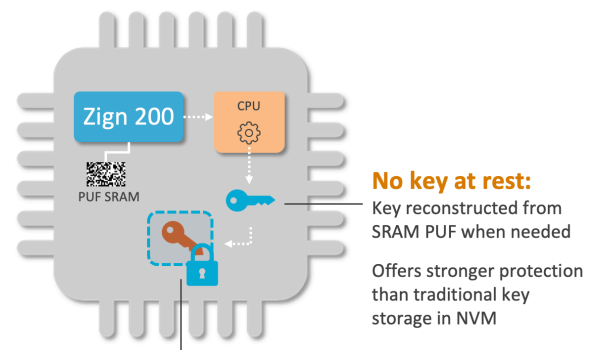 Zign 200
CPU
PUF SRAM
No key at rest:
Key reconstructed from
SRAM PUF when needed
Offers stronger protection
than traditional key
storage in NVM